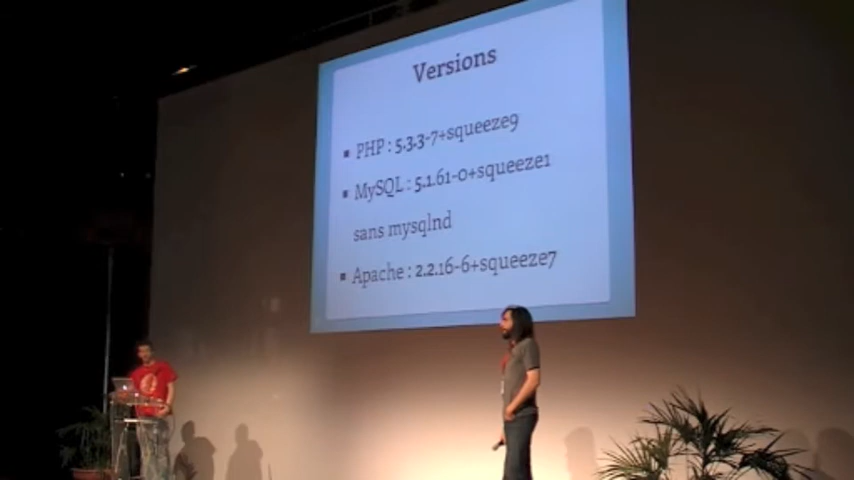 Versions
▪ PHP : 5.3.3-7+squeeze9
▪ MySQL : 5.1.61-0+squeeze1
sans mysqlnd
▪ Apache : 2.2.16-6+squeeze7